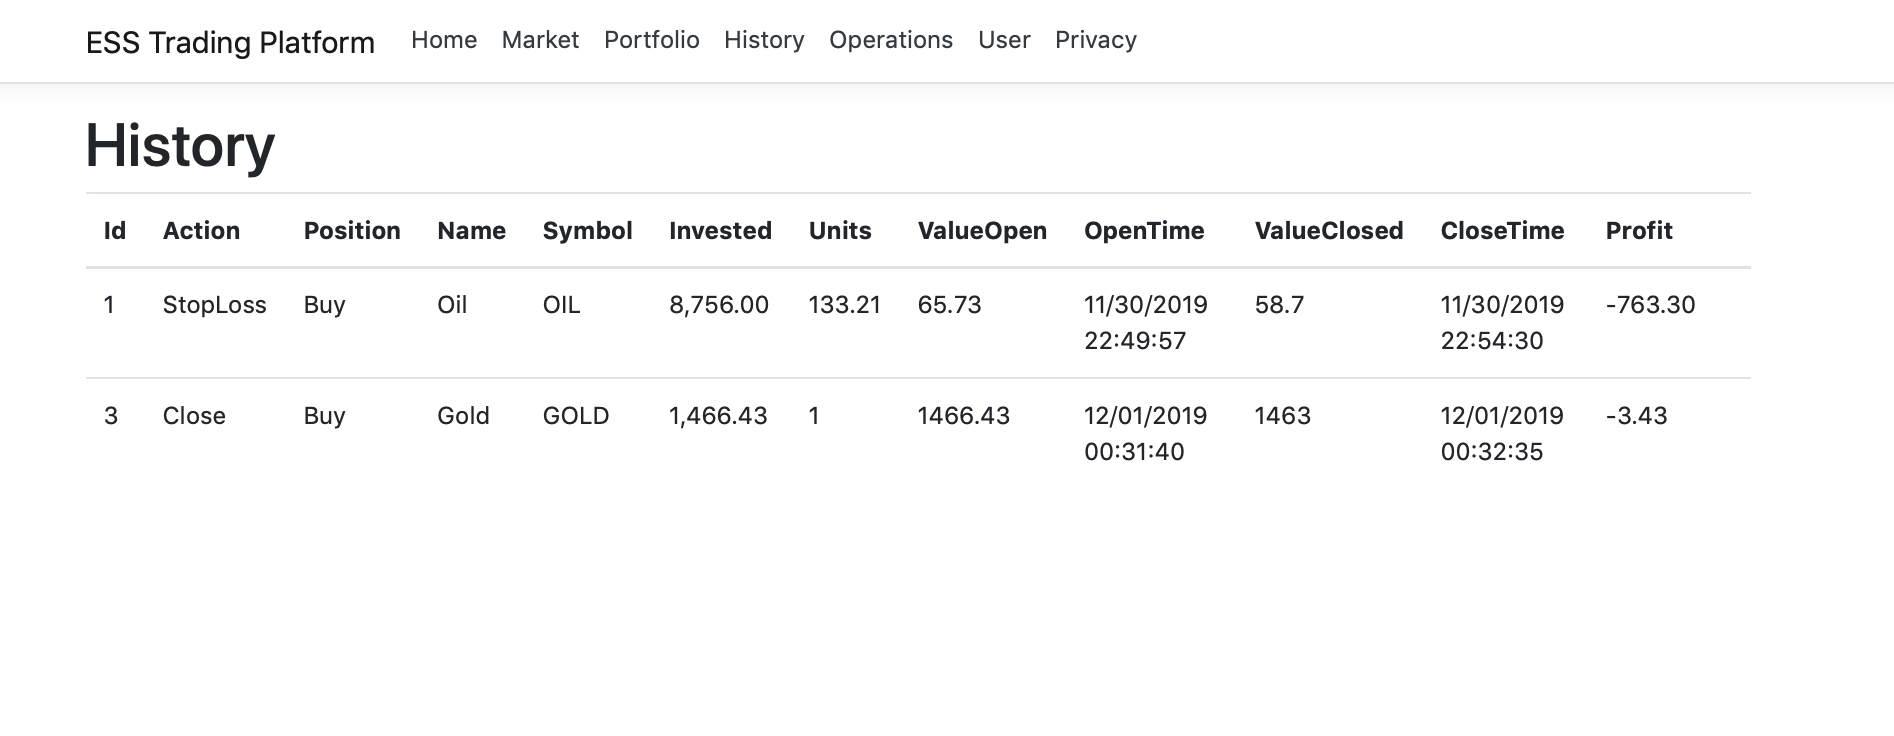 ESS Trading Platform Home Market Portfolio History Operations User Privacy
History
Id Action Position Name Symbol Invested Units ValueOpen OpenTime ValueClosed CloseTime Profit
1 StopLoss Buy Oil OIL 8,756.00 133.21 65.73 11/30/2019 58.7 11/30/2019 -763.30
22:49:57 22:54:30
3 Close Buy Gold GOLD 1,466.43 1 1466.43 12/01/2019 1463 12/01/2019 -3.43
00:31:40 00:32:35